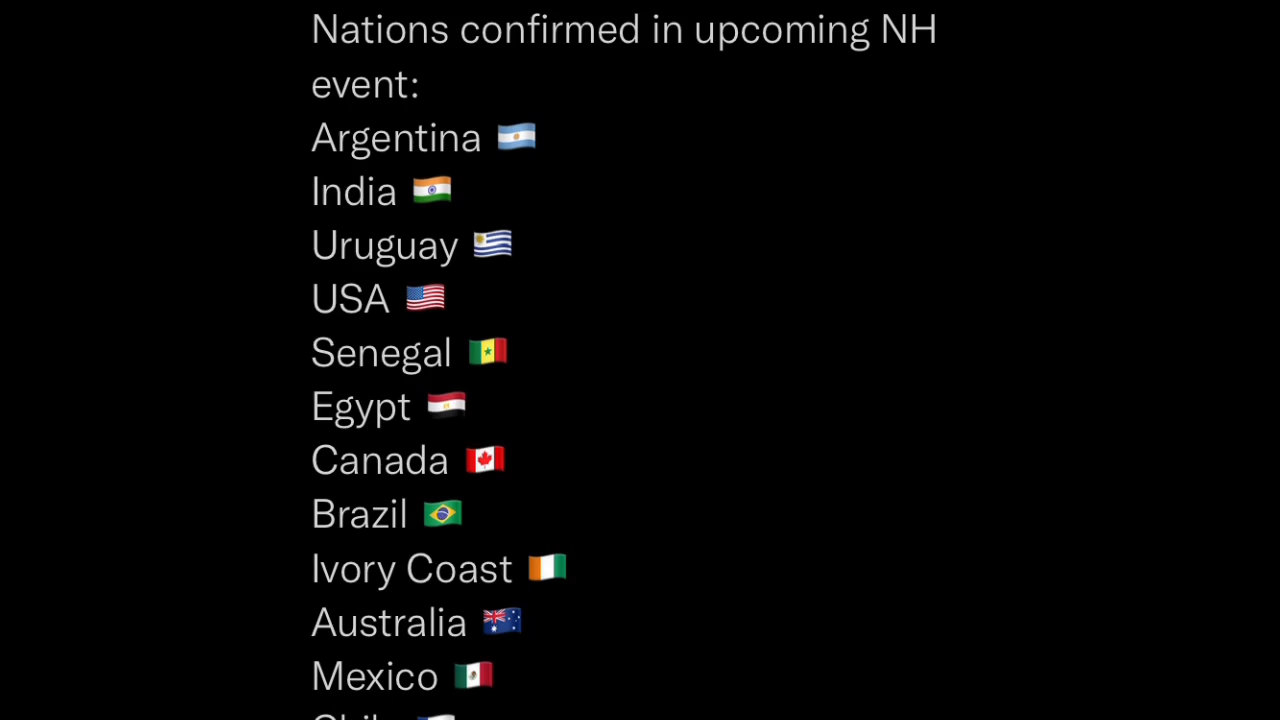 Nations confirmed in upcoming NH
event:
Argentina 🇦🇷
India 🇮🇳
Uruguay 🇺🇾
USA 🇺🇸
Senegal 🇸🇳
Egypt 🇪🇬
Canada 🇨🇦
Brazil 🇧🇷
Ivory Coast 🇨🇮
Australia 🇦🇺
Mexico 🇲🇽